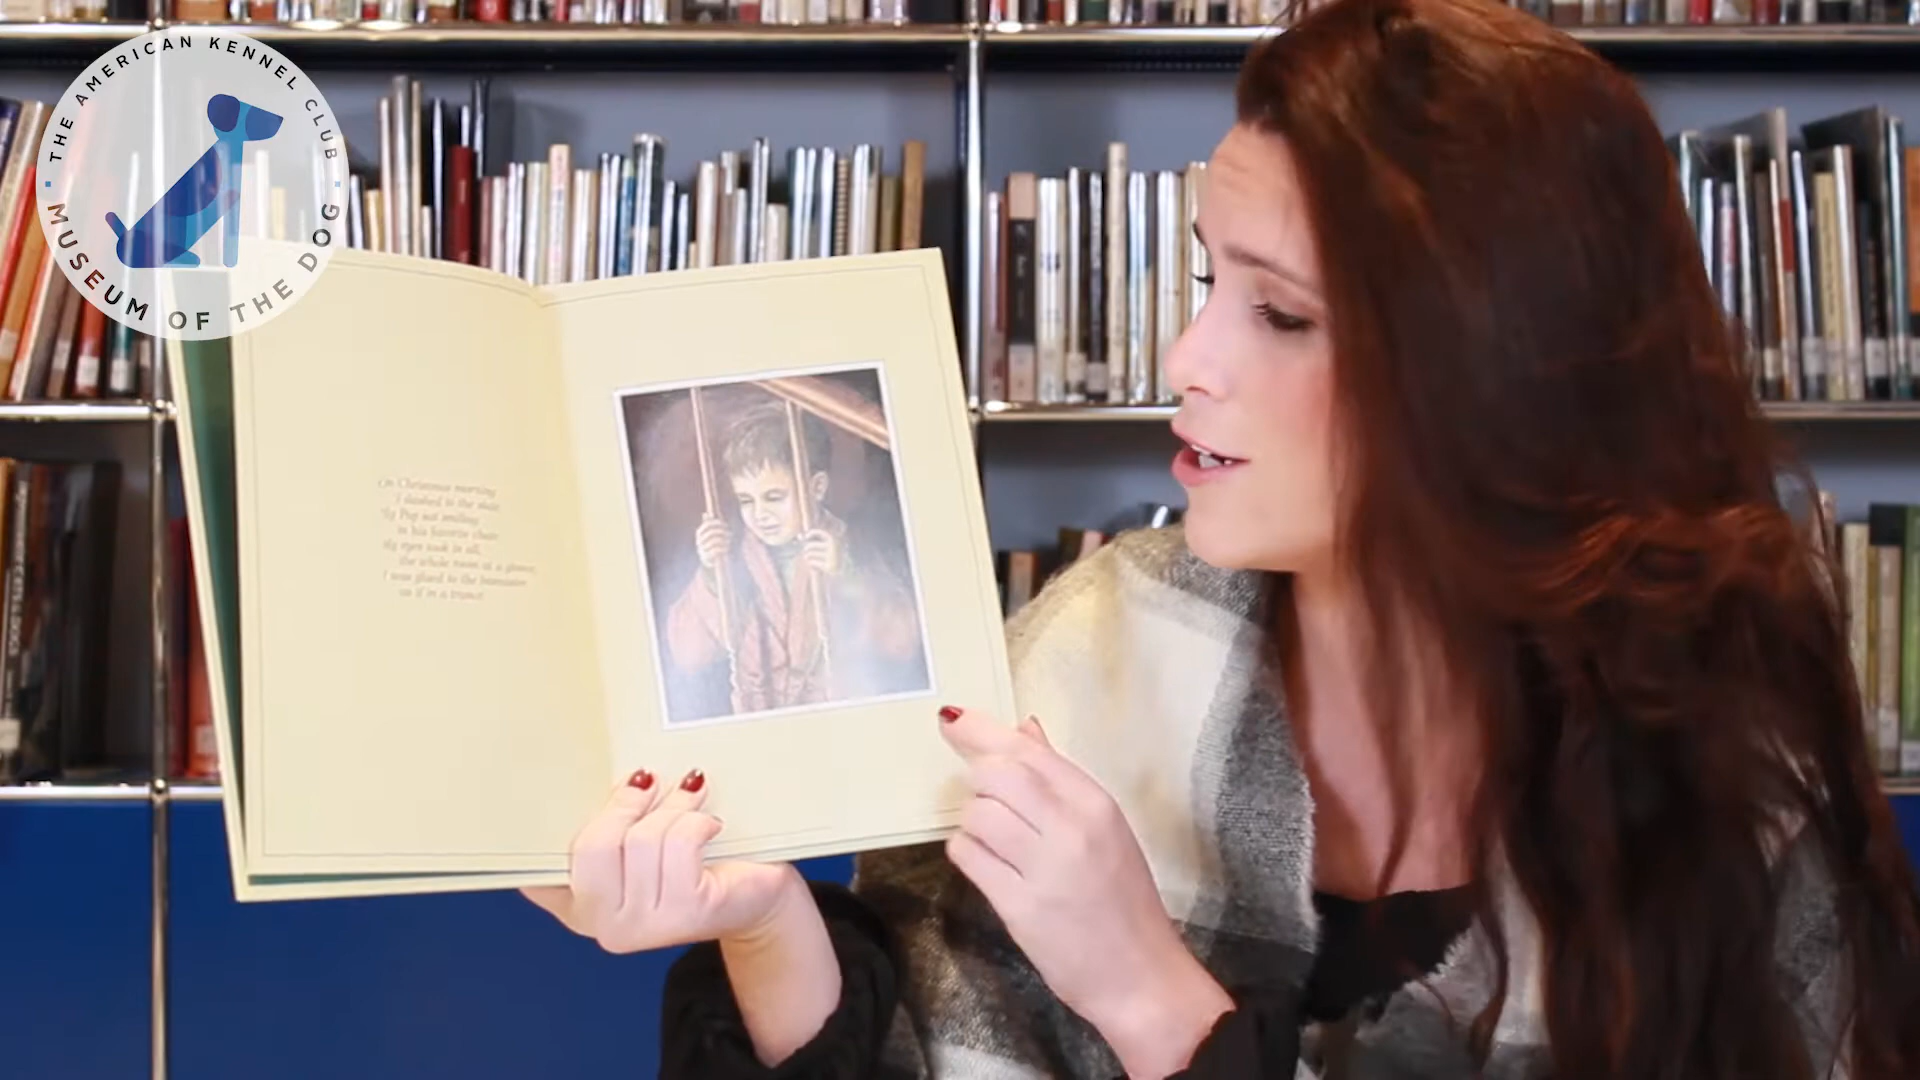 THE AMERICAN KENNEL CLUB
MUSEUM OF THE DOG
On Christmas morning
I dashed to the stair.
My Pop sat smiling
in his favorite chair.
My eyes took in all,
the whole room at a glance,
I was glued to the bannister
as if in a trance!